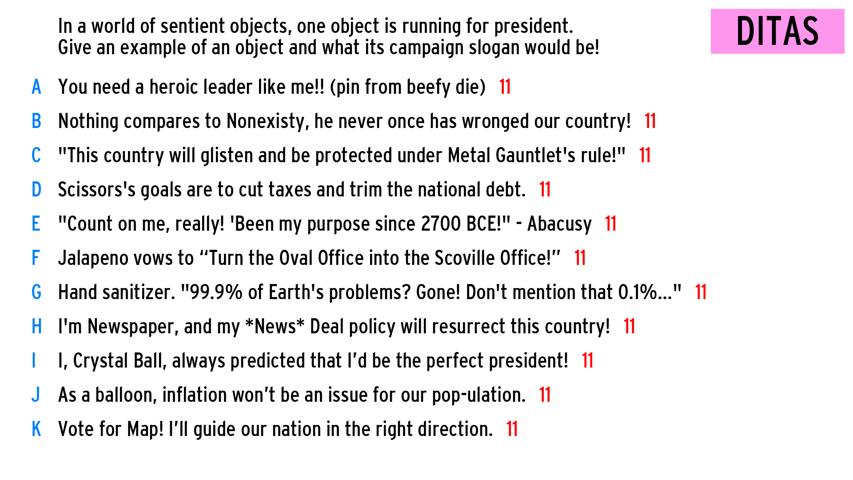 In a world of sentient objects, one object is running for president.
Give an example of an object and what its campaign slogan would be!
DITAS
A You need a heroic leader like me!! (pin from beefy die) 11
B Nothing compares to Nonexisty, he never once has wronged our country! 11
C "This country will glisten and be protected under Metal Gauntlet's rule!" 11
D Scissors's goals are to cut taxes and trim the national debt. 11
E "Count on me, really! 'Been my purpose since 2700 BCE!" - Abacusy 11
F Jalapeno vows to “Turn the Oval Office into the Scoville Office!” 11
G Hand sanitizer. "99.9% of Earth's problems? Gone! Don't mention that 0.1%..." 11
H I'm Newspaper, and my *News* Deal policy will resurrect this country! 11
I I, Crystal Ball, always predicted that I’d be the perfect president! 11
J As a balloon, inflation won’t be an issue for our pop-ulation. 11
K Vote for Map! I’ll guide our nation in the right direction. 11